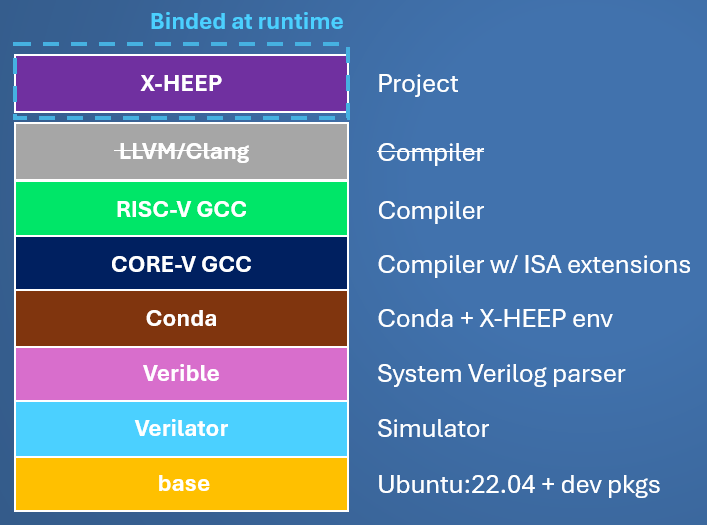 Binded at runtime
X-HEEP Project
LLVM/Clang Compiler
RISC-V GCC Compiler
CORE-V GCC Compiler w/ ISA extensions
Conda Conda + X-HEEP env
Verible System Verilog parser
Verilator Simulator
base Ubuntu:22.04 + dev pkgs